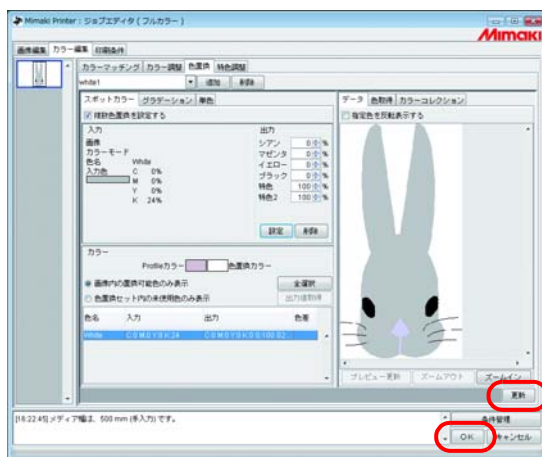 Mimaki Printer : ジョブエディタ ( フルカラー )
Mimaki
画像編集 カラー編集 印刷条件
カラーマッチング カラー調整 色置換 特色調整
white1 追加 削除
スポットカラー グラデーション 単色
複数色置換を設定する
入力
画像
カラーモード
色名 White
入力色 C 0%
M 0%
Y 0%
K 24%
出力
シアン 0 %
マゼンタ 0 %
イエロー 0 %
ブラック 0 %
特色 100 %
特色2 100 %
設定 削除
カラー
Profileカラー 色置換カラー
画像内の置換可能色のみ表示 全選択
色置換セット内の未使用色のみ表示 出力値取得
色名 入力 出力 色差
White C:0 M:0 Y:0 K:24
データ 色取得 カラーコレクション
指定色を反転表示する
プレビュー更新 ズームアウト ズームイン
更新
[18:22:45] メディア幅は、500 mm (手入力) です。
条件管理
OK キャンセル